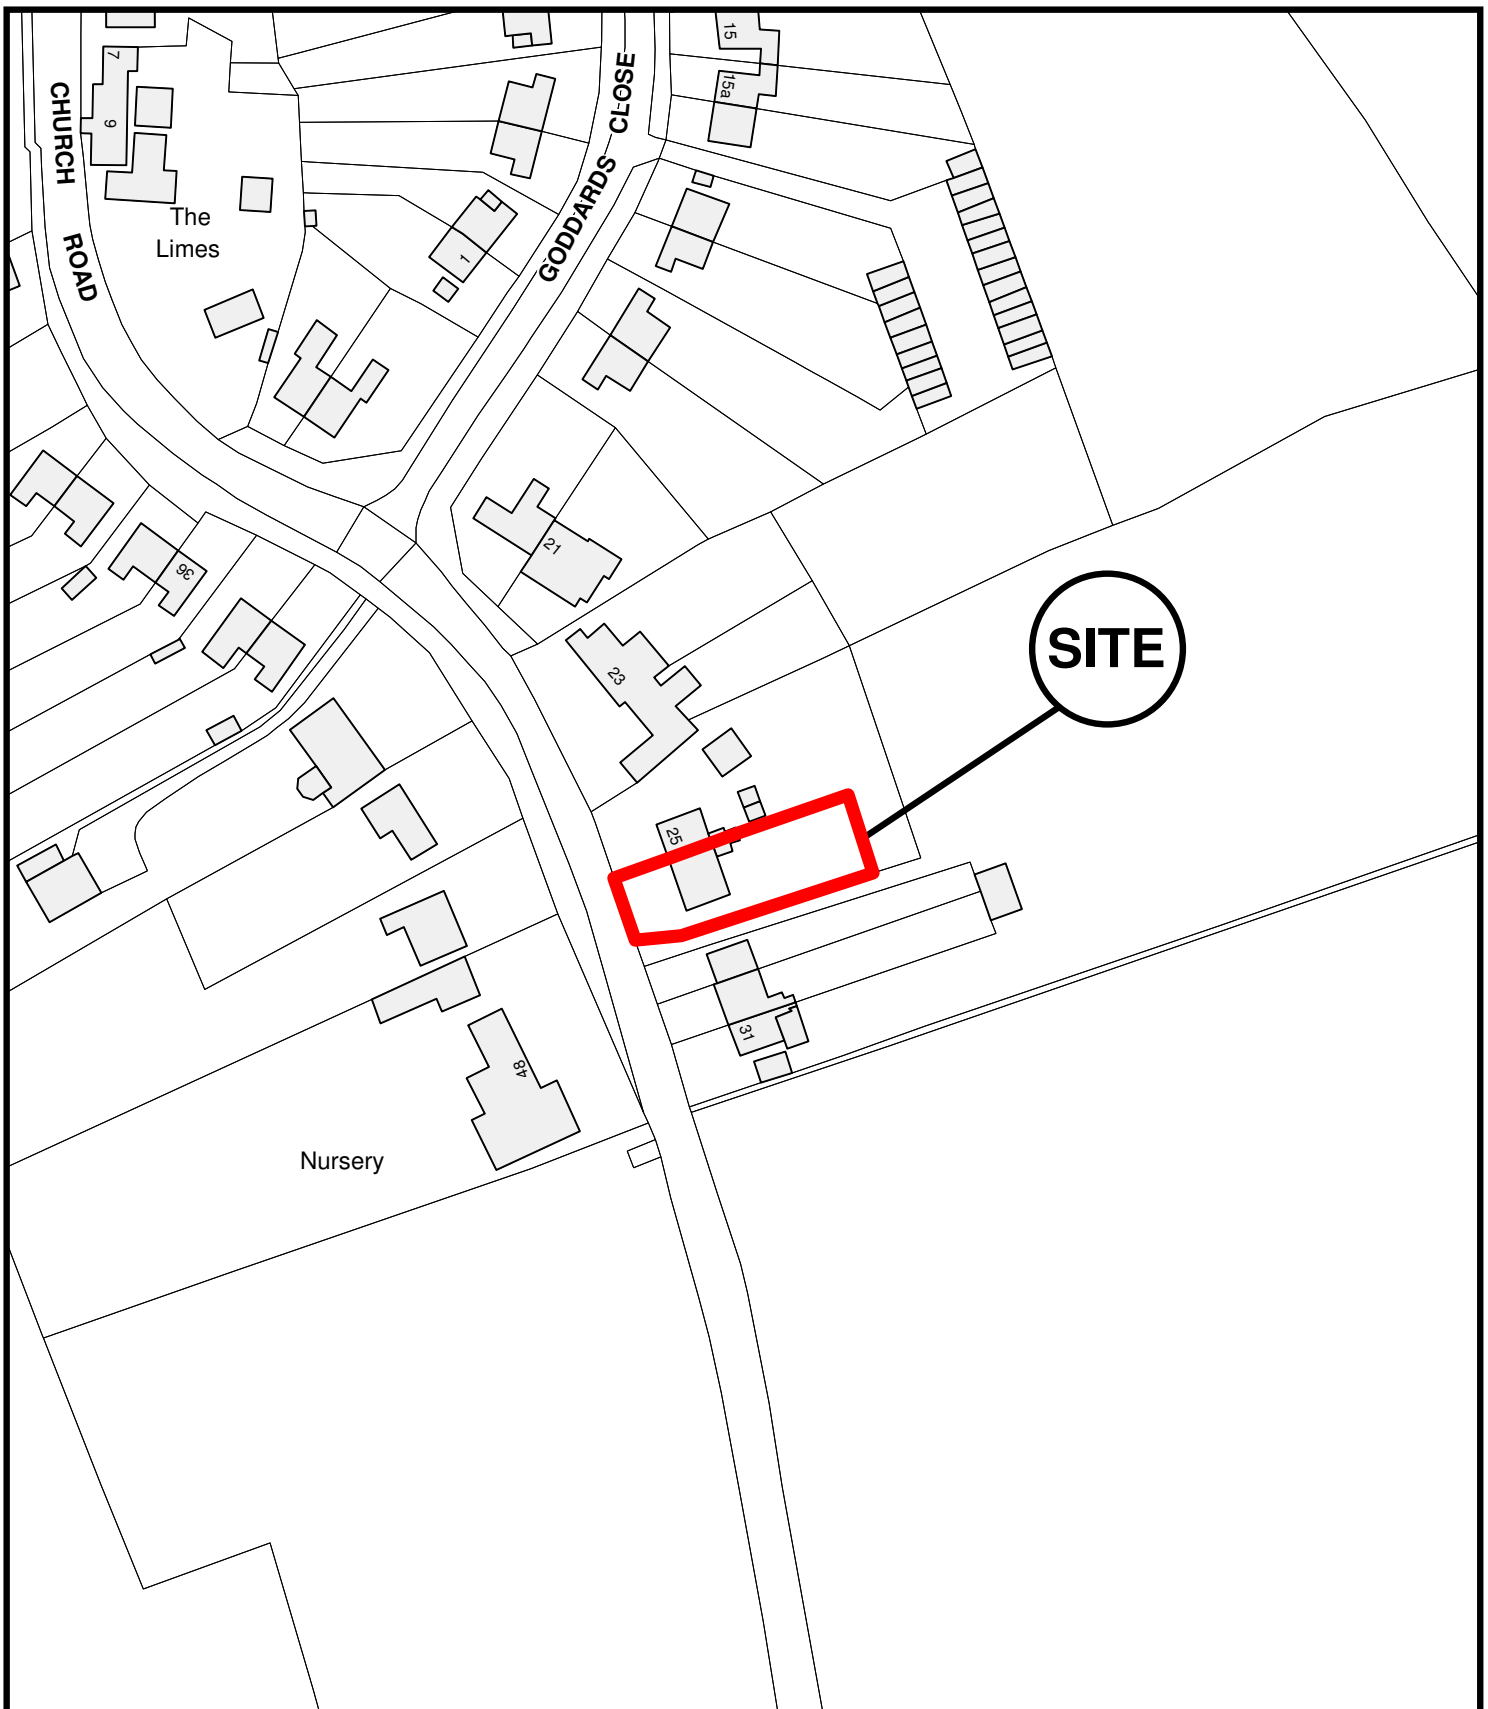 15
7
15a
CLOSE
CHURCH
9
GODDARDS
The
Limes
1
ROAD
21
36
SITE
23
25
31
48
Nursery